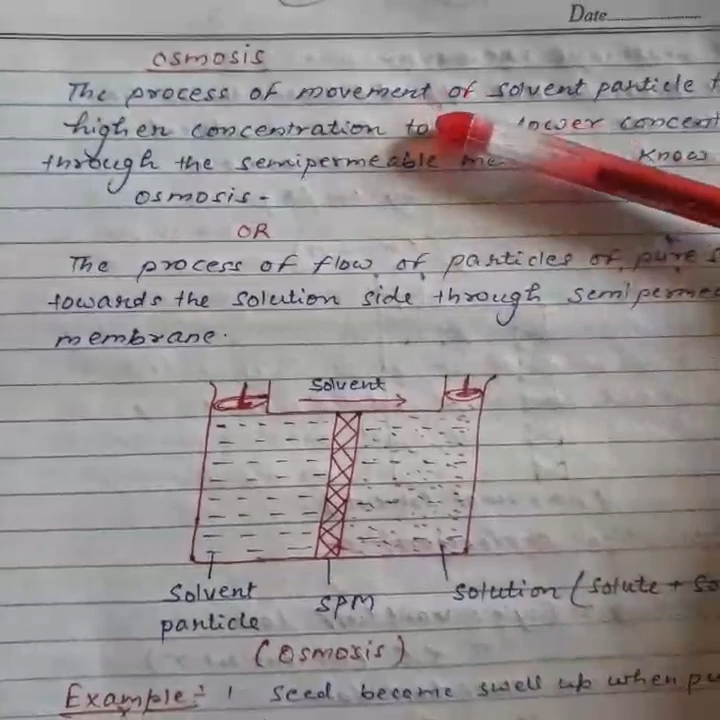 Date
OSMOSIS
The process of movement of solvent particle
higher concentration to lower concent
through the semipermeable me know
osmosis -
OR
The process of flow of particles of pure s
towards the solution side through semiperme
membrane.
Solvent
Solvent
particle
SPM
Solution (solute + so
(Osmosis)
Example:- 1 seed became swell up when pu